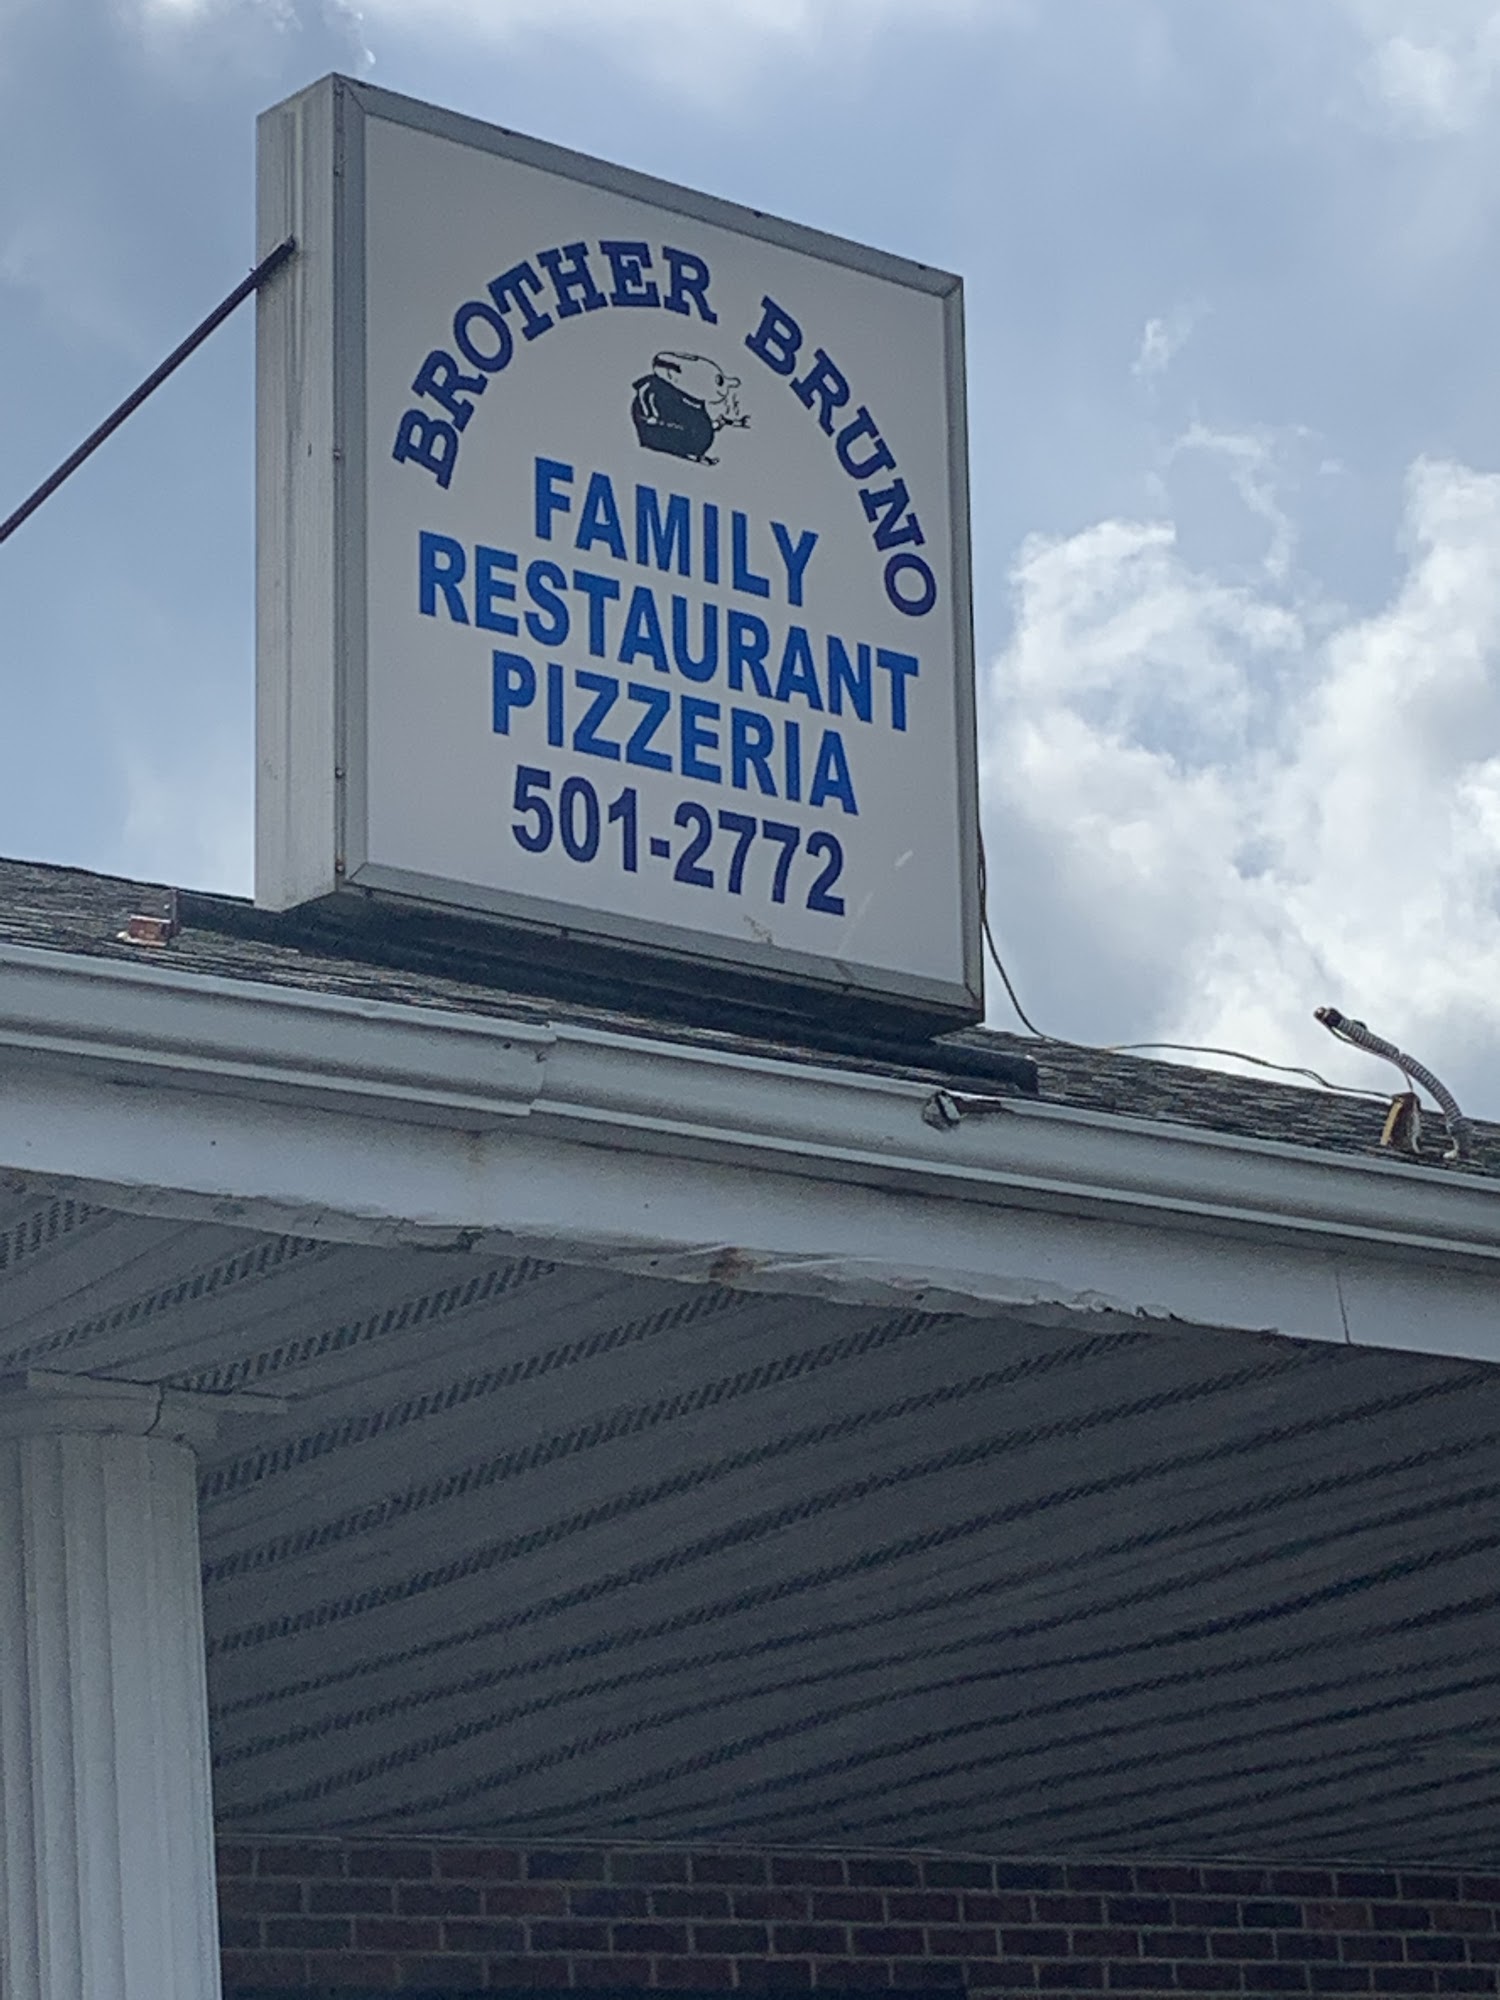 BROTHER BRUNO
FAMILY
RESTAURANT
PIZZERIA
501-2772